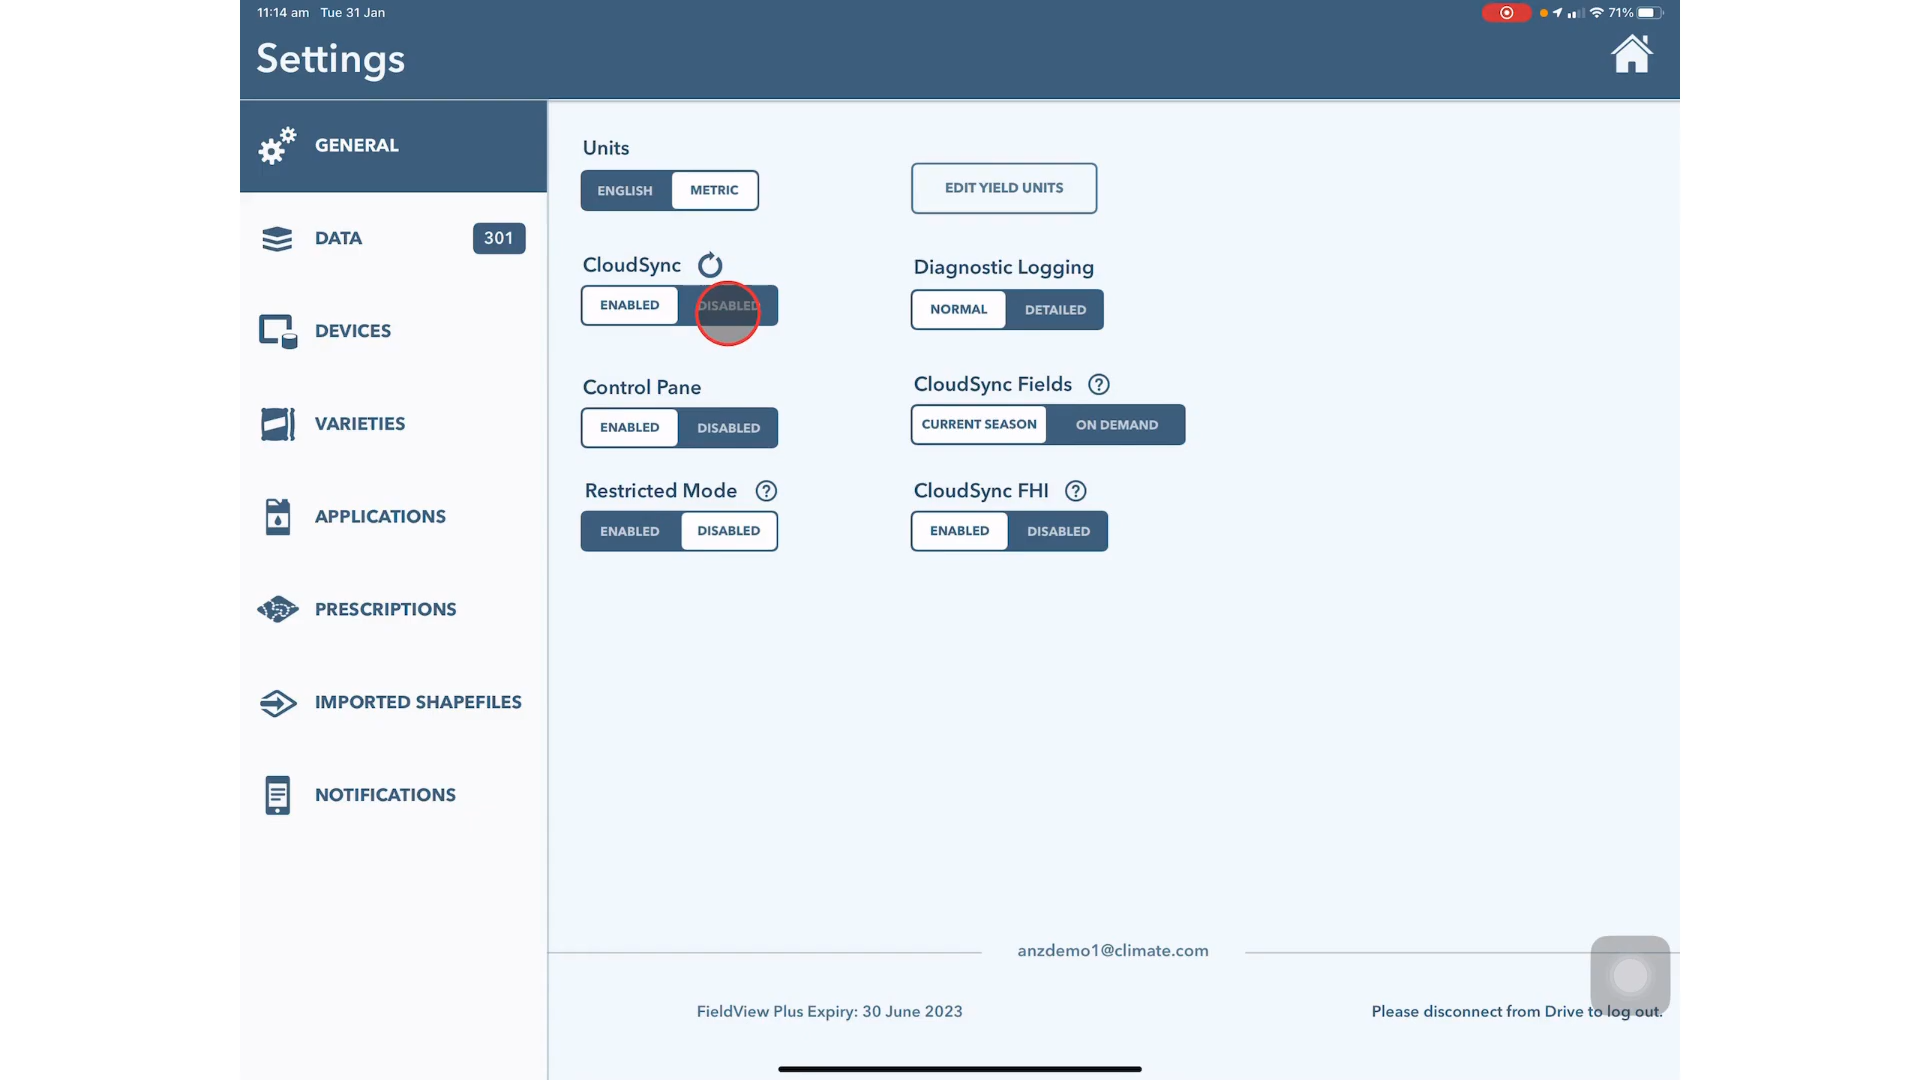 11:14 am Tue 31 Jan
71%
Settings
GENERAL
DATA 301
DEVICES
VARIETIES
APPLICATIONS
PRESCRIPTIONS
IMPORTED SHAPEFILES
NOTIFICATIONS
Units
ENGLISH METRIC
EDIT YIELD UNITS
CloudSync
ENABLED DISABLED
Diagnostic Logging
NORMAL DETAILED
Control Pane
ENABLED DISABLED
CloudSync Fields ?
CURRENT SEASON ON DEMAND
Restricted Mode ?
ENABLED DISABLED
CloudSync FHI ?
ENABLED DISABLED
anzdemo1@climate.com
FieldView Plus Expiry: 30 June 2023
Please disconnect from Drive to log out.